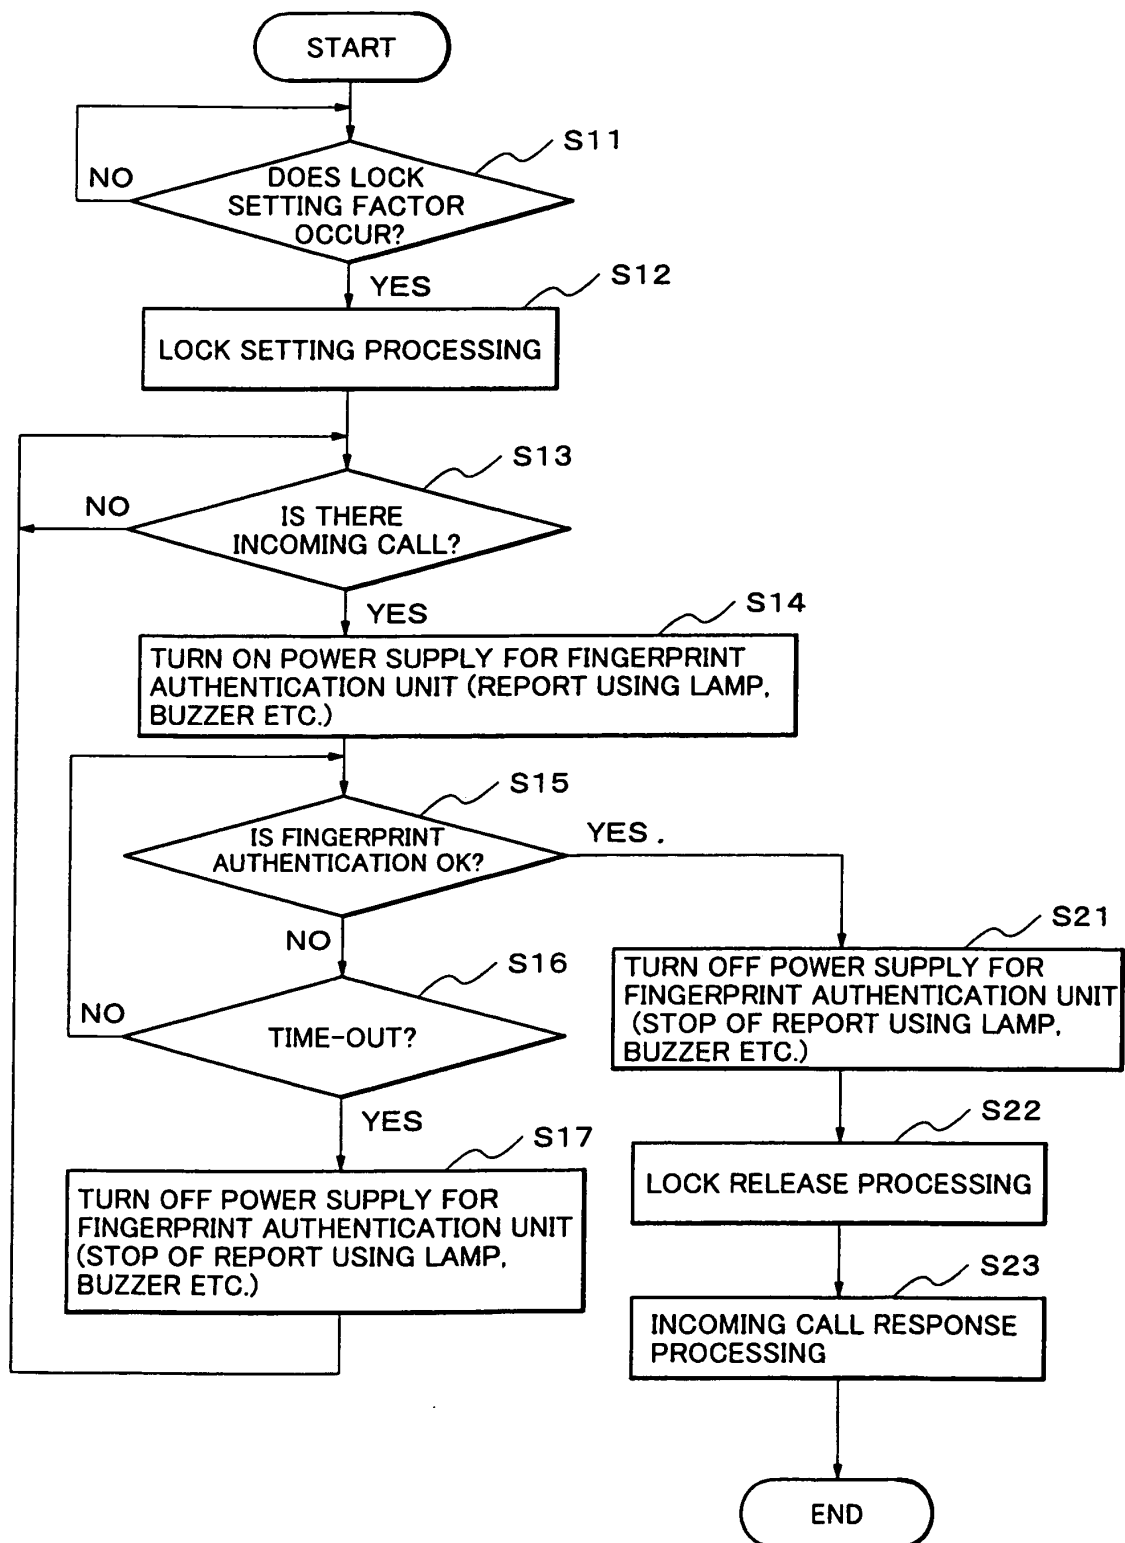 START
S11
NO
DOES LOCK
SETTING FACTOR
OCCUR?
YES
S12
LOCK SETTING PROCESSING
S13
NO
IS THERE
INCOMING CALL?
YES
S14
TURN ON POWER SUPPLY FOR FINGERPRINT
AUTHENTICATION UNIT (REPORT USING LAMP,
BUZZER ETC.)
S15
IS FINGERPRINT
AUTHENTICATION OK?
YES.
NO
S16
NO
TIME-OUT?
YES
S17
TURN OFF POWER SUPPLY FOR
FINGERPRINT AUTHENTICATION UNIT
(STOP OF REPORT USING LAMP,
BUZZER ETC.)
S21
TURN OFF POWER SUPPLY FOR
FINGERPRINT AUTHENTICATION UNIT
(STOP OF REPORT USING LAMP,
BUZZER ETC.)
S22
LOCK RELEASE PROCESSING
S23
INCOMING CALL RESPONSE
PROCESSING
END